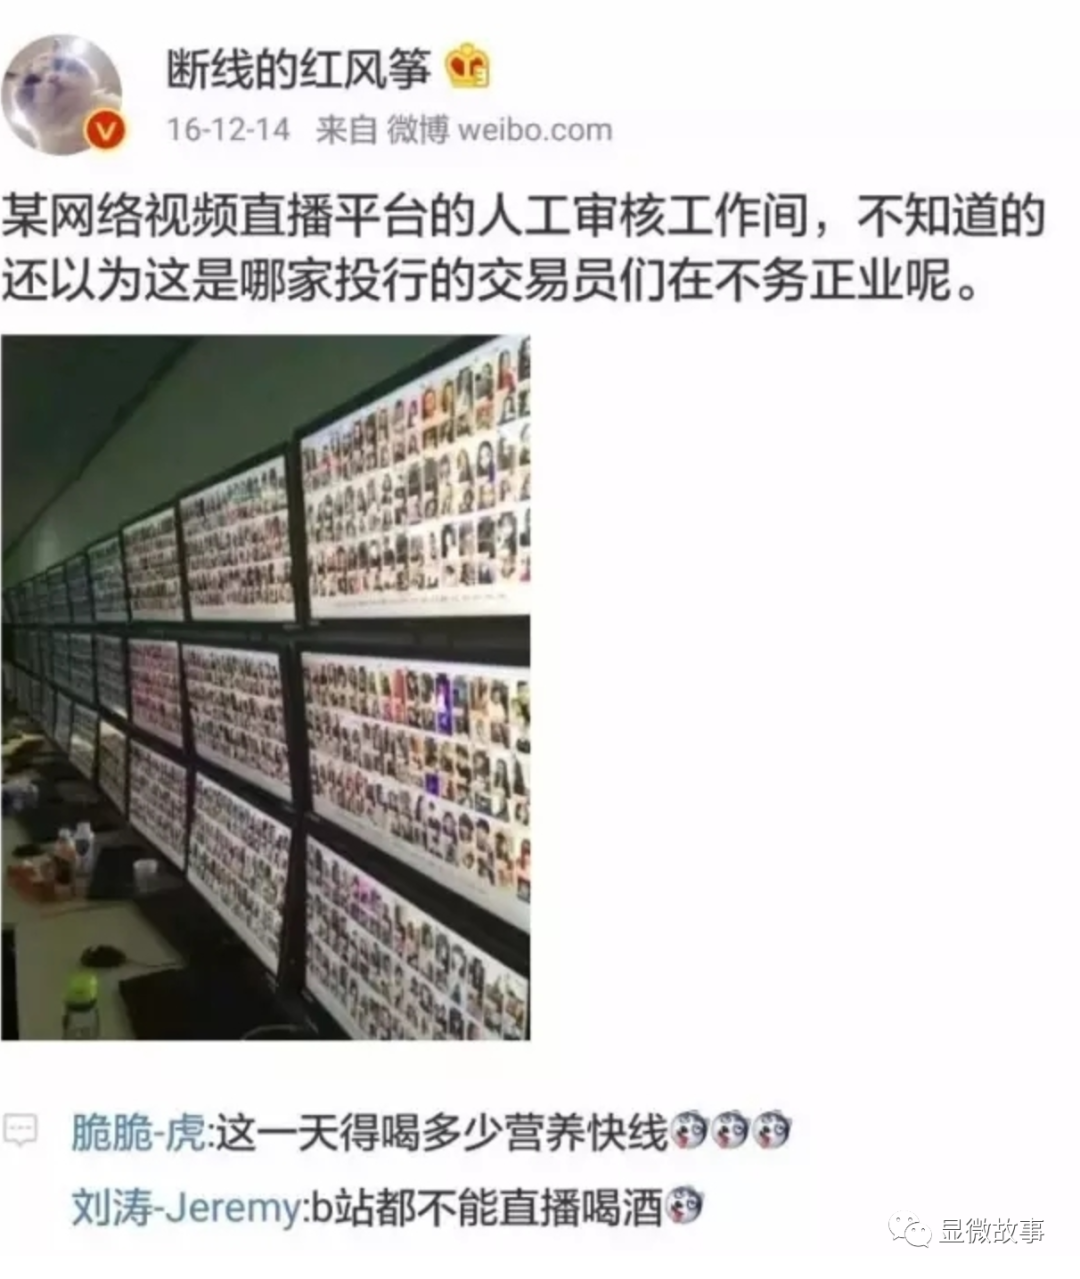 断线的红风筝
16-12-14 来自 微博 weibo.com
某网络视频直播平台的人工审核工作间，不知道的
还以为这是哪家投行的交易员们在不务正业呢。
脆脆-虎:这一天得喝多少营养快线
刘涛-Jeremy:b站都不能直播喝酒
显微故事